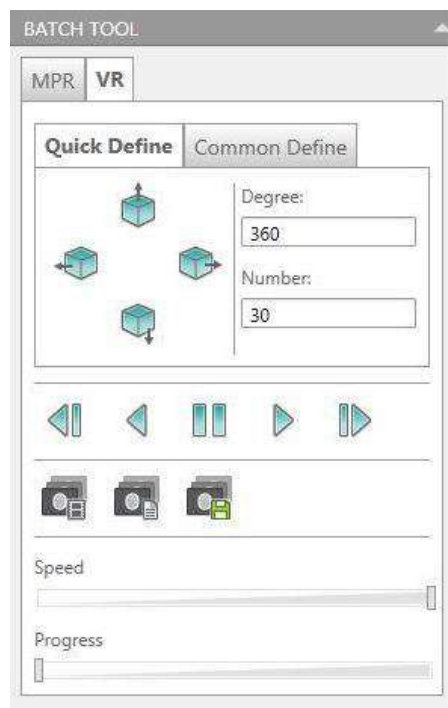 BATCH TOOL
MPR VR
Quick Define Common Define
Degree:
360
Number:
30
Speed
Progress